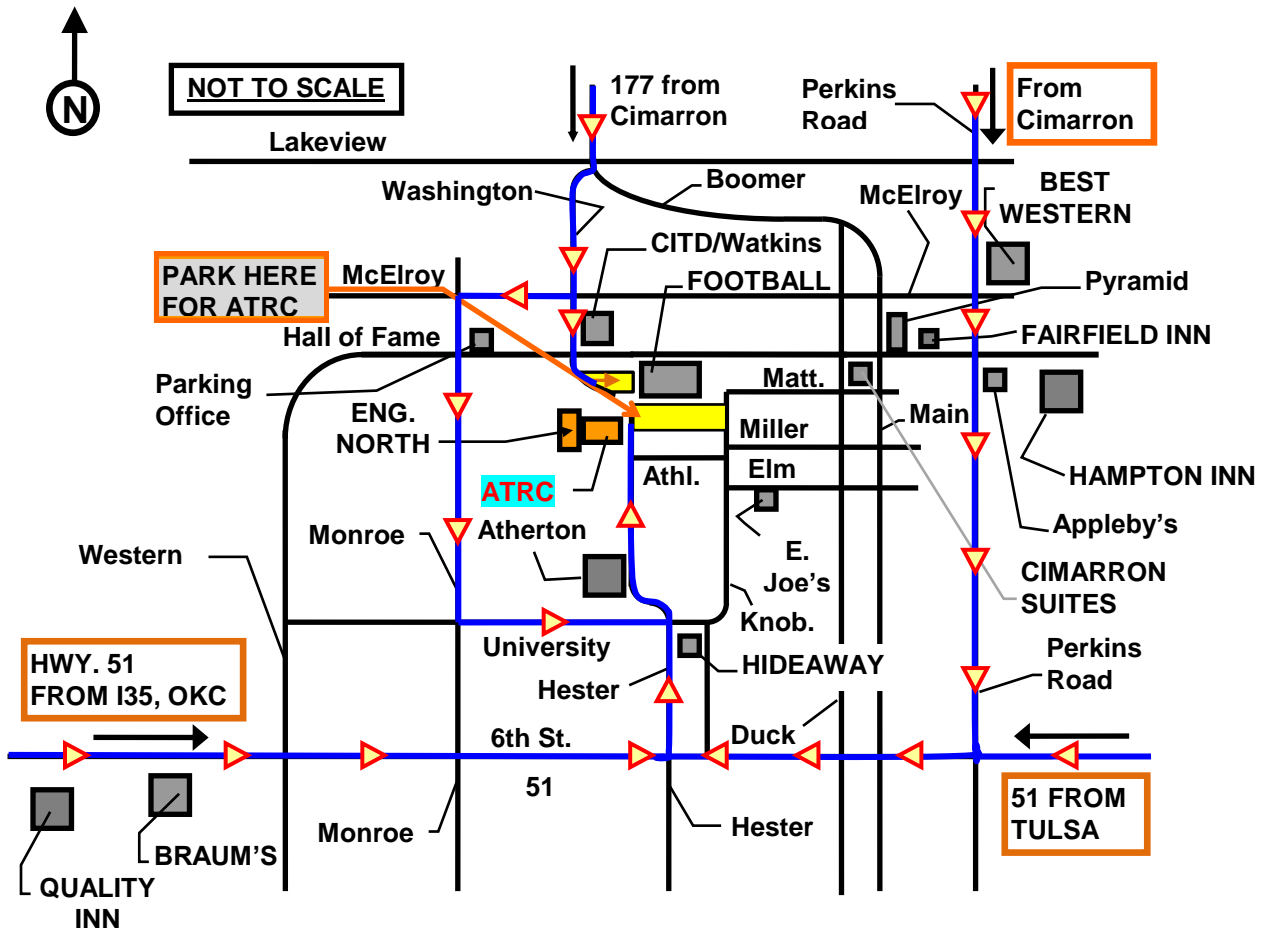 N
NOT TO SCALE
177 from
Cimarron
Perkins
Road
From
Cimarron
Lakeview
Washington
Boomer
McElroy
BEST
WESTERN
CITD/Watkins
PARK HERE
FOR ATRC
McElroy
FOOTBALL
Pyramid
Hall of Fame
FAIRFIELD INN
Parking
Office
Matt.
ENG.
NORTH
Main
Miller
Elm
Athl.
HAMPTON INN
ATRC
Appleby's
Monroe
Atherton
Western
E.
Joe's
CIMARRON
SUITES
Knob.
University
HIDEAWAY
HWY. 51
FROM I35, OKC
Hester
Perkins
Road
6th St.
Duck
51
51 FROM
TULSA
Monroe
Hester
BRAUM'S
QUALITY
INN